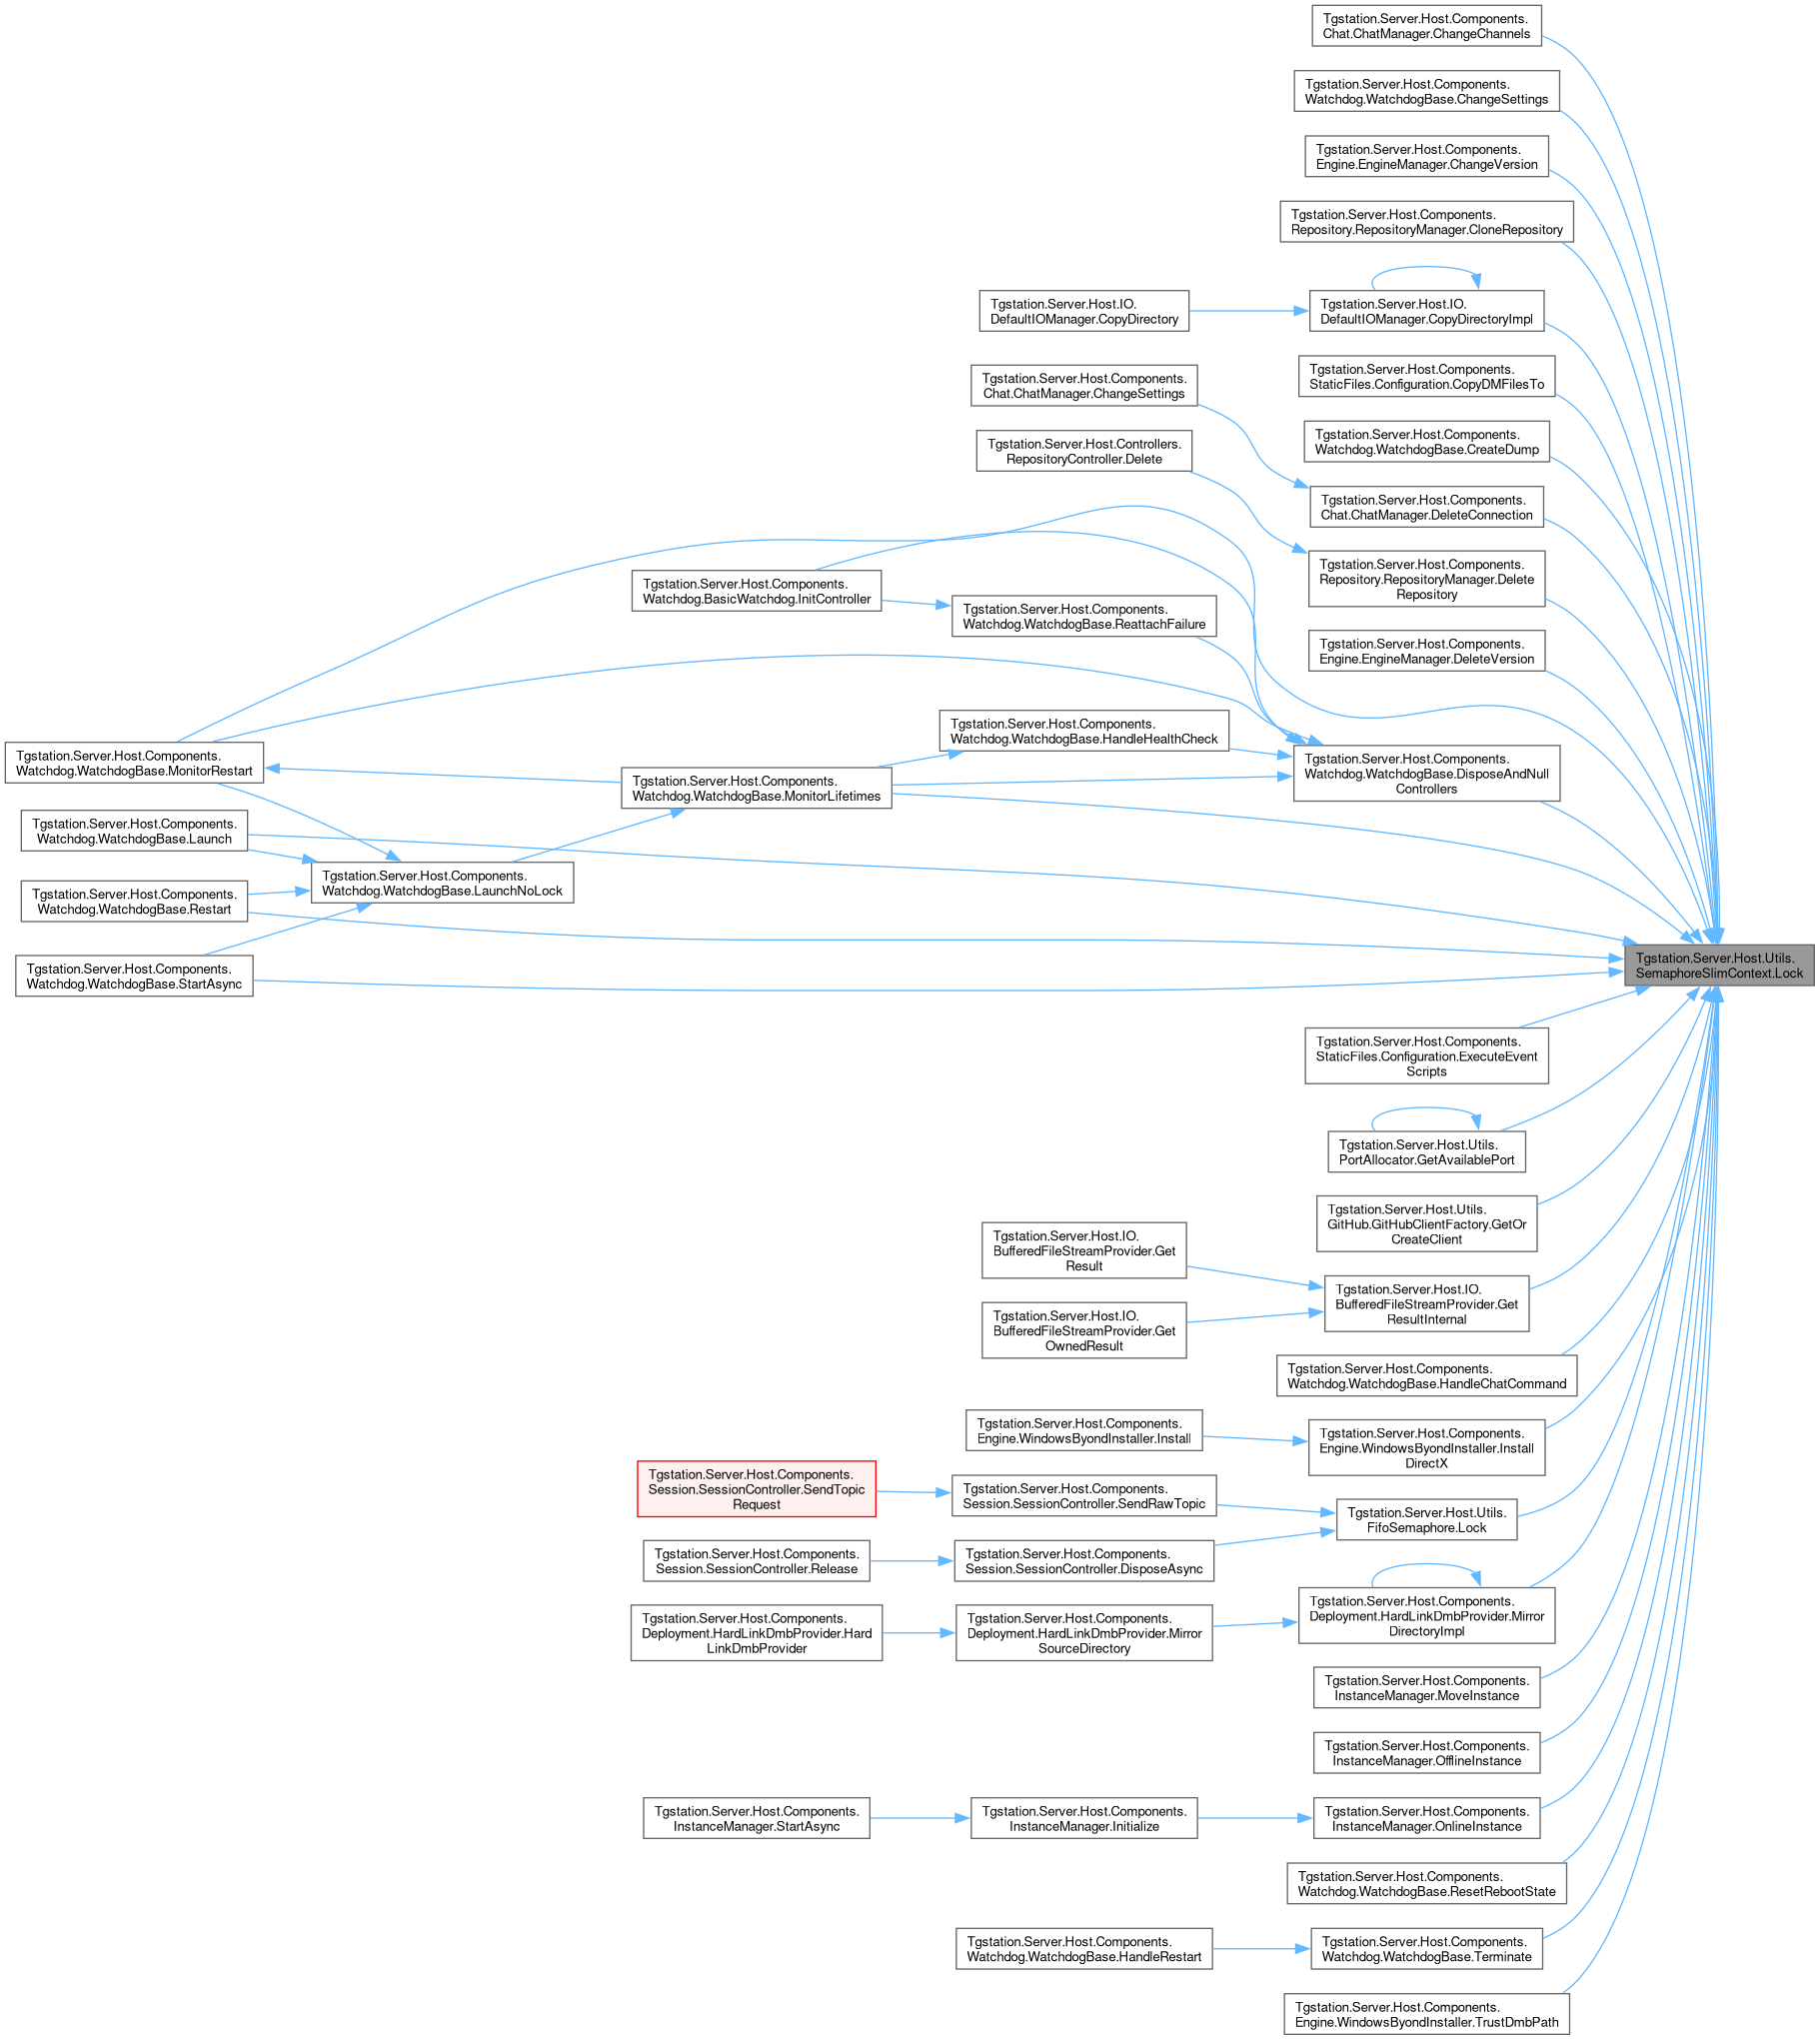 Tgstation.Server.Host.Components.
Chat.ChatManager.ChangeChannels
Tgstation.Server.Host.Components.
Watchdog.WatchdogBase.ChangeSettings
Tgstation.Server.Host.Components.
Engine.EngineManager.ChangeVersion
Tgstation.Server.Host.Components.
Repository.RepositoryManager.CloneRepository
Tgstation.Server.Host.IO.
DefaultIOManager.CopyDirectory
Tgstation.Server.Host.IO.
DefaultIOManager.CopyDirectoryImpl
Tgstation.Server.Host.Components.
StaticFiles.Configuration.CopyDMFilesTo
Tgstation.Server.Host.Components.
Chat.ChatManager.ChangeSettings
Tgstation.Server.Host.Components.
Watchdog.WatchdogBase.CreateDump
Tgstation.Server.Host.Controllers.
RepositoryController.Delete
Tgstation.Server.Host.Components.
Chat.ChatManager.DeleteConnection
Tgstation.Server.Host.Components.
Repository.RepositoryManager.Delete
Repository
Tgstation.Server.Host.Components.
Watchdog.BasicWatchdog.InitController
Tgstation.Server.Host.Components.
Watchdog.WatchdogBase.ReattachFailure
Tgstation.Server.Host.Components.
Engine.EngineManager.DeleteVersion
Tgstation.Server.Host.Components.
Watchdog.WatchdogBase.HandleHealthCheck
Tgstation.Server.Host.Components.
Watchdog.WatchdogBase.DisposeAndNull
Controllers
Tgstation.Server.Host.Components.
Watchdog.WatchdogBase.MonitorRestart
Tgstation.Server.Host.Components.
Watchdog.WatchdogBase.MonitorLifetimes
Tgstation.Server.Host.Components.
Watchdog.WatchdogBase.Launch
Tgstation.Server.Host.Components.
Watchdog.WatchdogBase.LaunchNoLock
Tgstation.Server.Host.Components.
Watchdog.WatchdogBase.Restart
Tgstation.Server.Host.Components.
Watchdog.WatchdogBase.StartAsync
Tgstation.Server.Host.Utils.
SemaphoreSlimContext.Lock
Tgstation.Server.Host.Components.
StaticFiles.Configuration.ExecuteEvent
Scripts
Tgstation.Server.Host.Utils.
PortAllocator.GetAvailablePort
Tgstation.Server.Host.Utils.
GitHub.GitHubClientFactory.GetOr
CreateClient
Tgstation.Server.Host.IO.
BufferedFileStreamProvider.Get
Result
Tgstation.Server.Host.IO.
BufferedFileStreamProvider.Get
ResultInternal
Tgstation.Server.Host.IO.
BufferedFileStreamProvider.Get
OwnedResult
Tgstation.Server.Host.Components.
Watchdog.WatchdogBase.HandleChatCommand
Tgstation.Server.Host.Components.
Engine.WindowsByondInstaller.Install
Tgstation.Server.Host.Components.
Engine.WindowsByondInstaller.Install
DirectX
Tgstation.Server.Host.Components.
Session.SessionController.SendTopic
Request
Tgstation.Server.Host.Components.
Session.SessionController.SendRawTopic
Tgstation.Server.Host.Utils.
FifoSemaphore.Lock
Tgstation.Server.Host.Components.
Session.SessionController.Release
Tgstation.Server.Host.Components.
Session.SessionController.DisposeAsync
Tgstation.Server.Host.Components.
Deployment.HardLinkDmbProvider.Mirror
DirectoryImpl
Tgstation.Server.Host.Components.
Deployment.HardLinkDmbProvider.Hard
LinkDmbProvider
Tgstation.Server.Host.Components.
Deployment.HardLinkDmbProvider.Mirror
SourceDirectory
Tgstation.Server.Host.Components.
InstanceManager.MoveInstance
Tgstation.Server.Host.Components.
InstanceManager.OfflineInstance
Tgstation.Server.Host.Components.
InstanceManager.StartAsync
Tgstation.Server.Host.Components.
InstanceManager.Initialize
Tgstation.Server.Host.Components.
InstanceManager.OnlineInstance
Tgstation.Server.Host.Components.
Watchdog.WatchdogBase.ResetRebootState
Tgstation.Server.Host.Components.
Watchdog.WatchdogBase.HandleRestart
Tgstation.Server.Host.Components.
Watchdog.WatchdogBase.Terminate
Tgstation.Server.Host.Components.
Engine.WindowsByondInstaller.TrustDmbPath